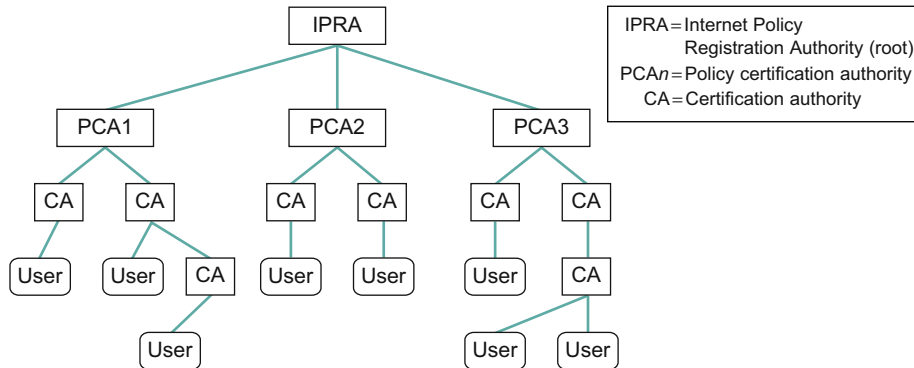 IPRA
IPRA=Internet Policy
Registration Authority (root)
PCAn=Policy certification authority
CA=Certification authority
PCA1 PCA2 PCA3
CA CA CA CA CA CA
User User CA User User User CA
User User User